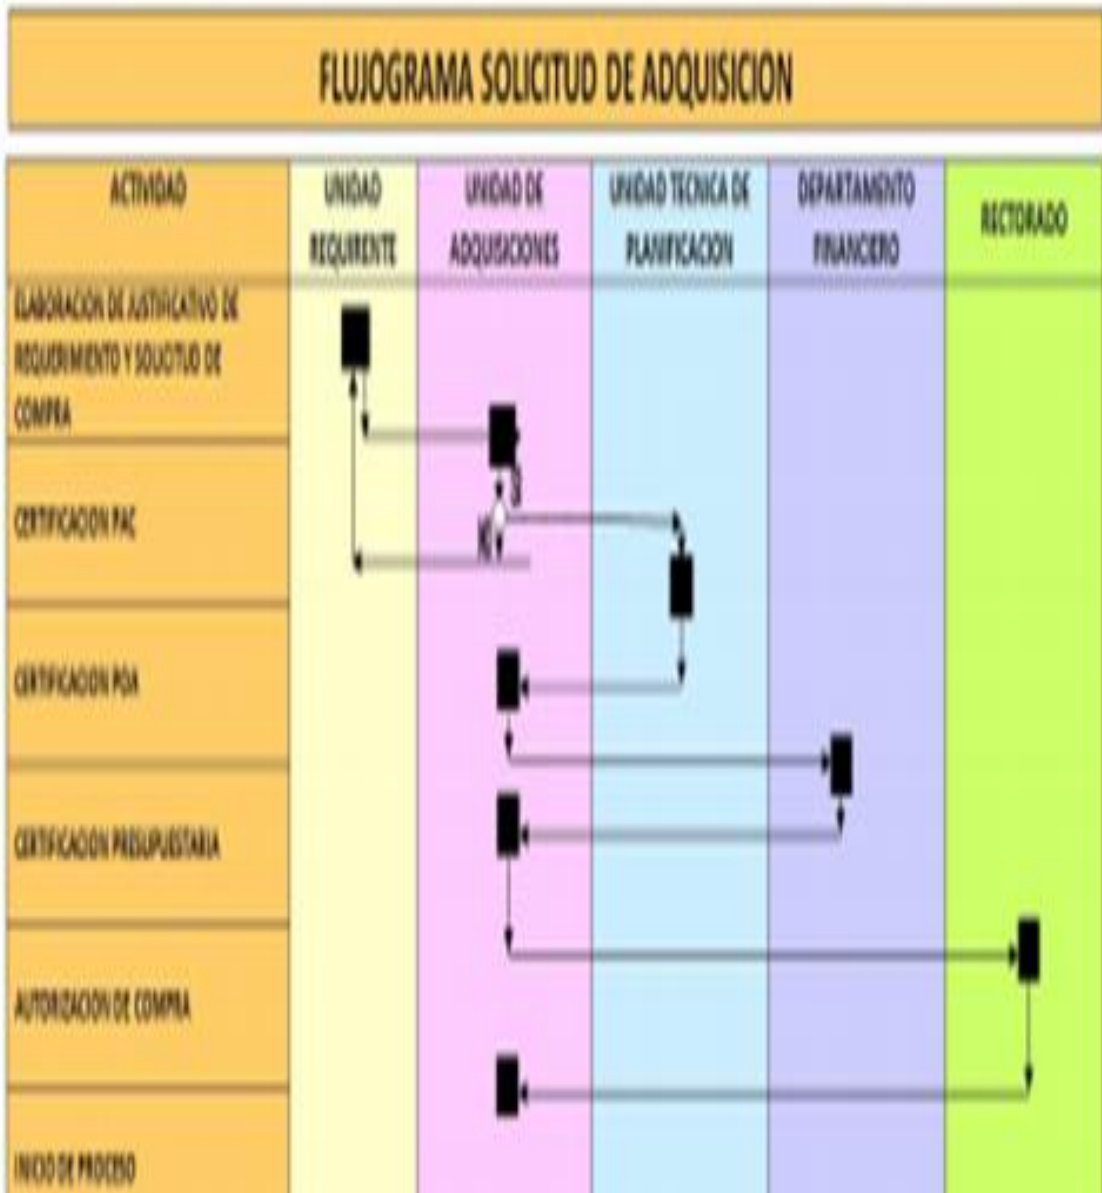 FLUJOGRAMA SOLICITUD DE ADQUISICION
ACTIVIDAD
UNIDAD
REQUIRENTE
UNIDAD DE
ADQUISICIONES
UNIDAD TECNICA DE
PLANIFICACION
DEPARTAMENTO
FINANCIERO
RECTORADO
ELABORACION DE JUSTIFICATIVO DE
REQUERIMIENTO Y SOLICITUD DE
COMPRA
CERTIFICACION PAC
CERTIFICACION POA
CERTIFICACION PRESUPUESTARIA
AUTORIZACION DE COMPRA
INICIO DE PROCESO